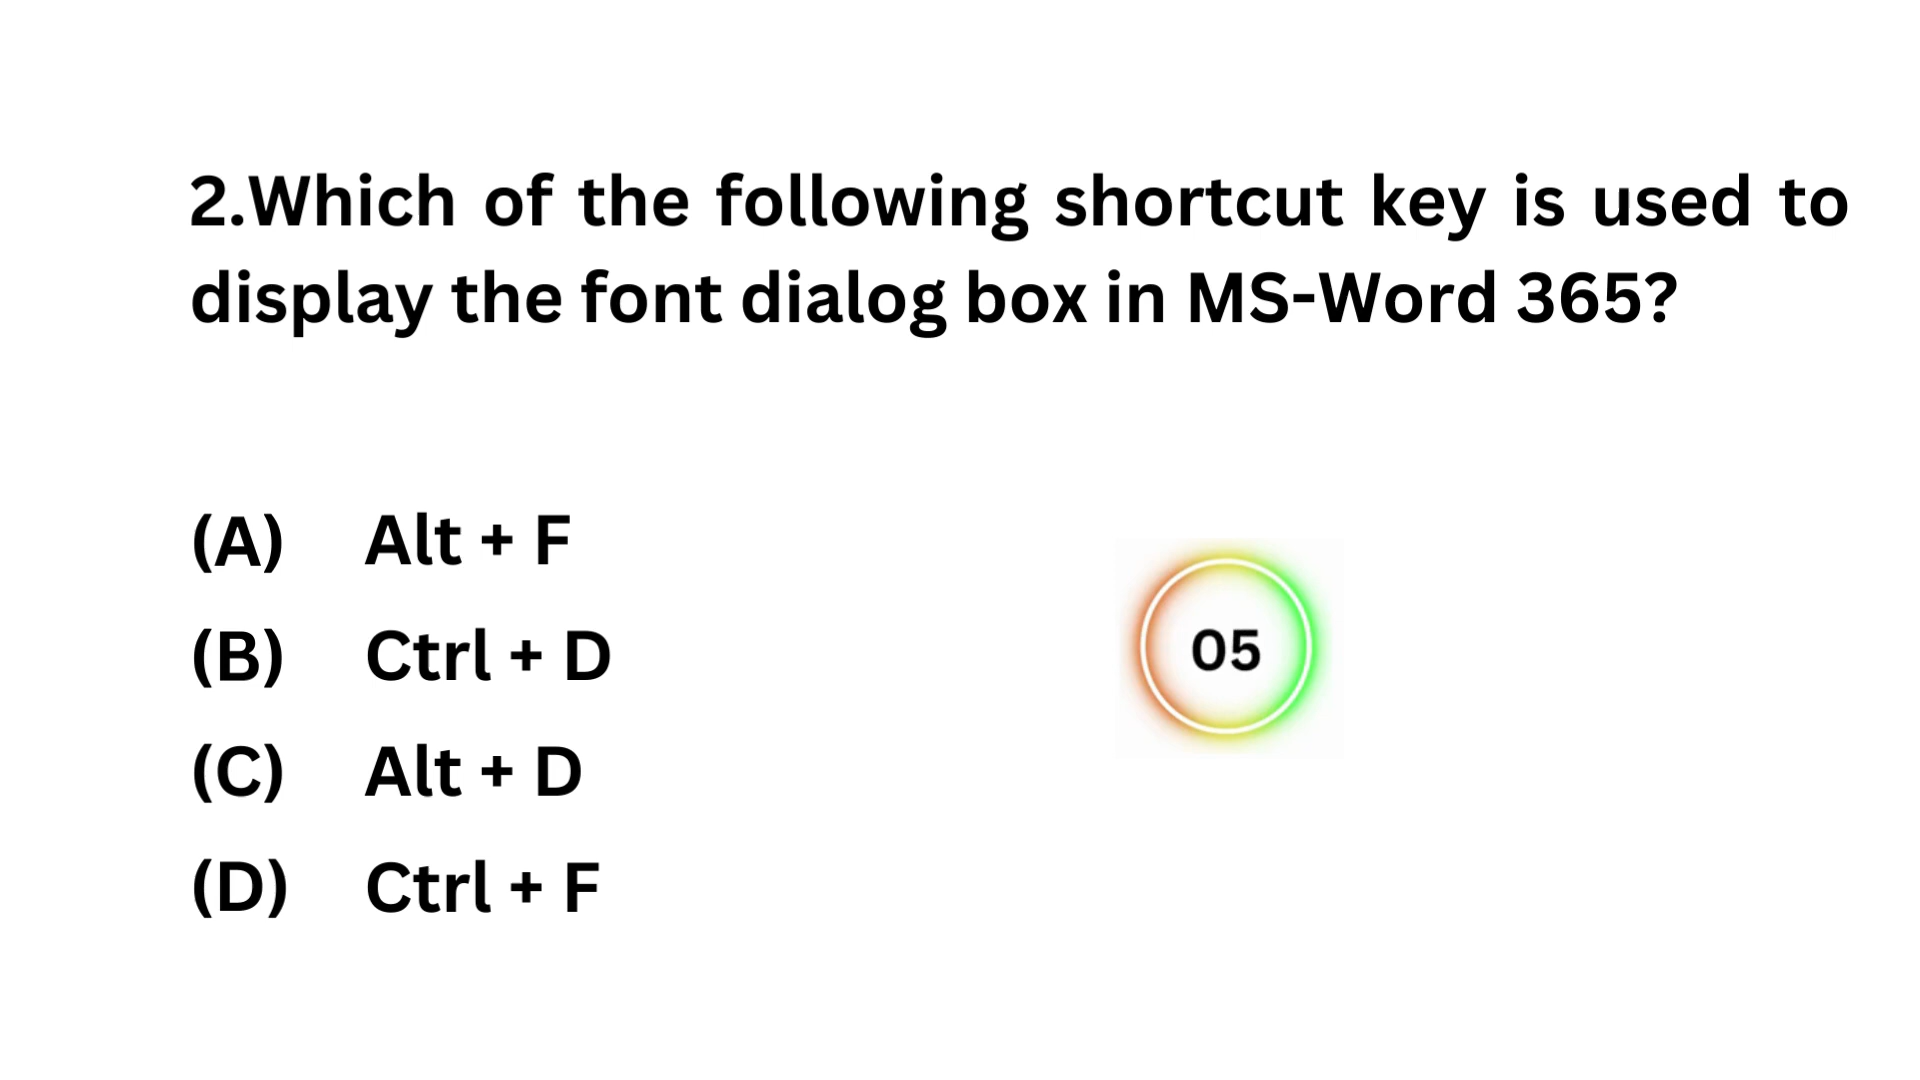 2.Which of the following shortcut key is used to
display the font dialog box in MS-Word 365?
(A) Alt + F
(B) Ctrl + D
(C) Alt + D
(D) Ctrl + F
05